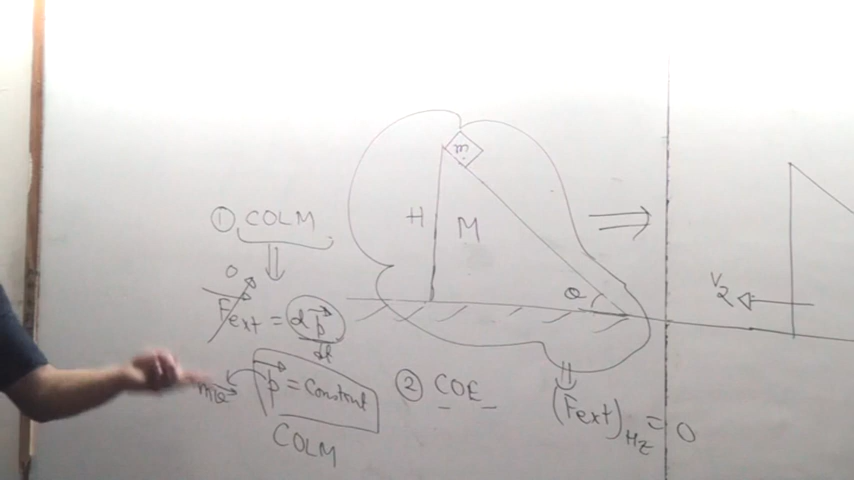 m
① COLM
H
M
V2
θ
0
Fext = dp/dt
p = Constant
② COE
(Fext)Hz = 0
COLM